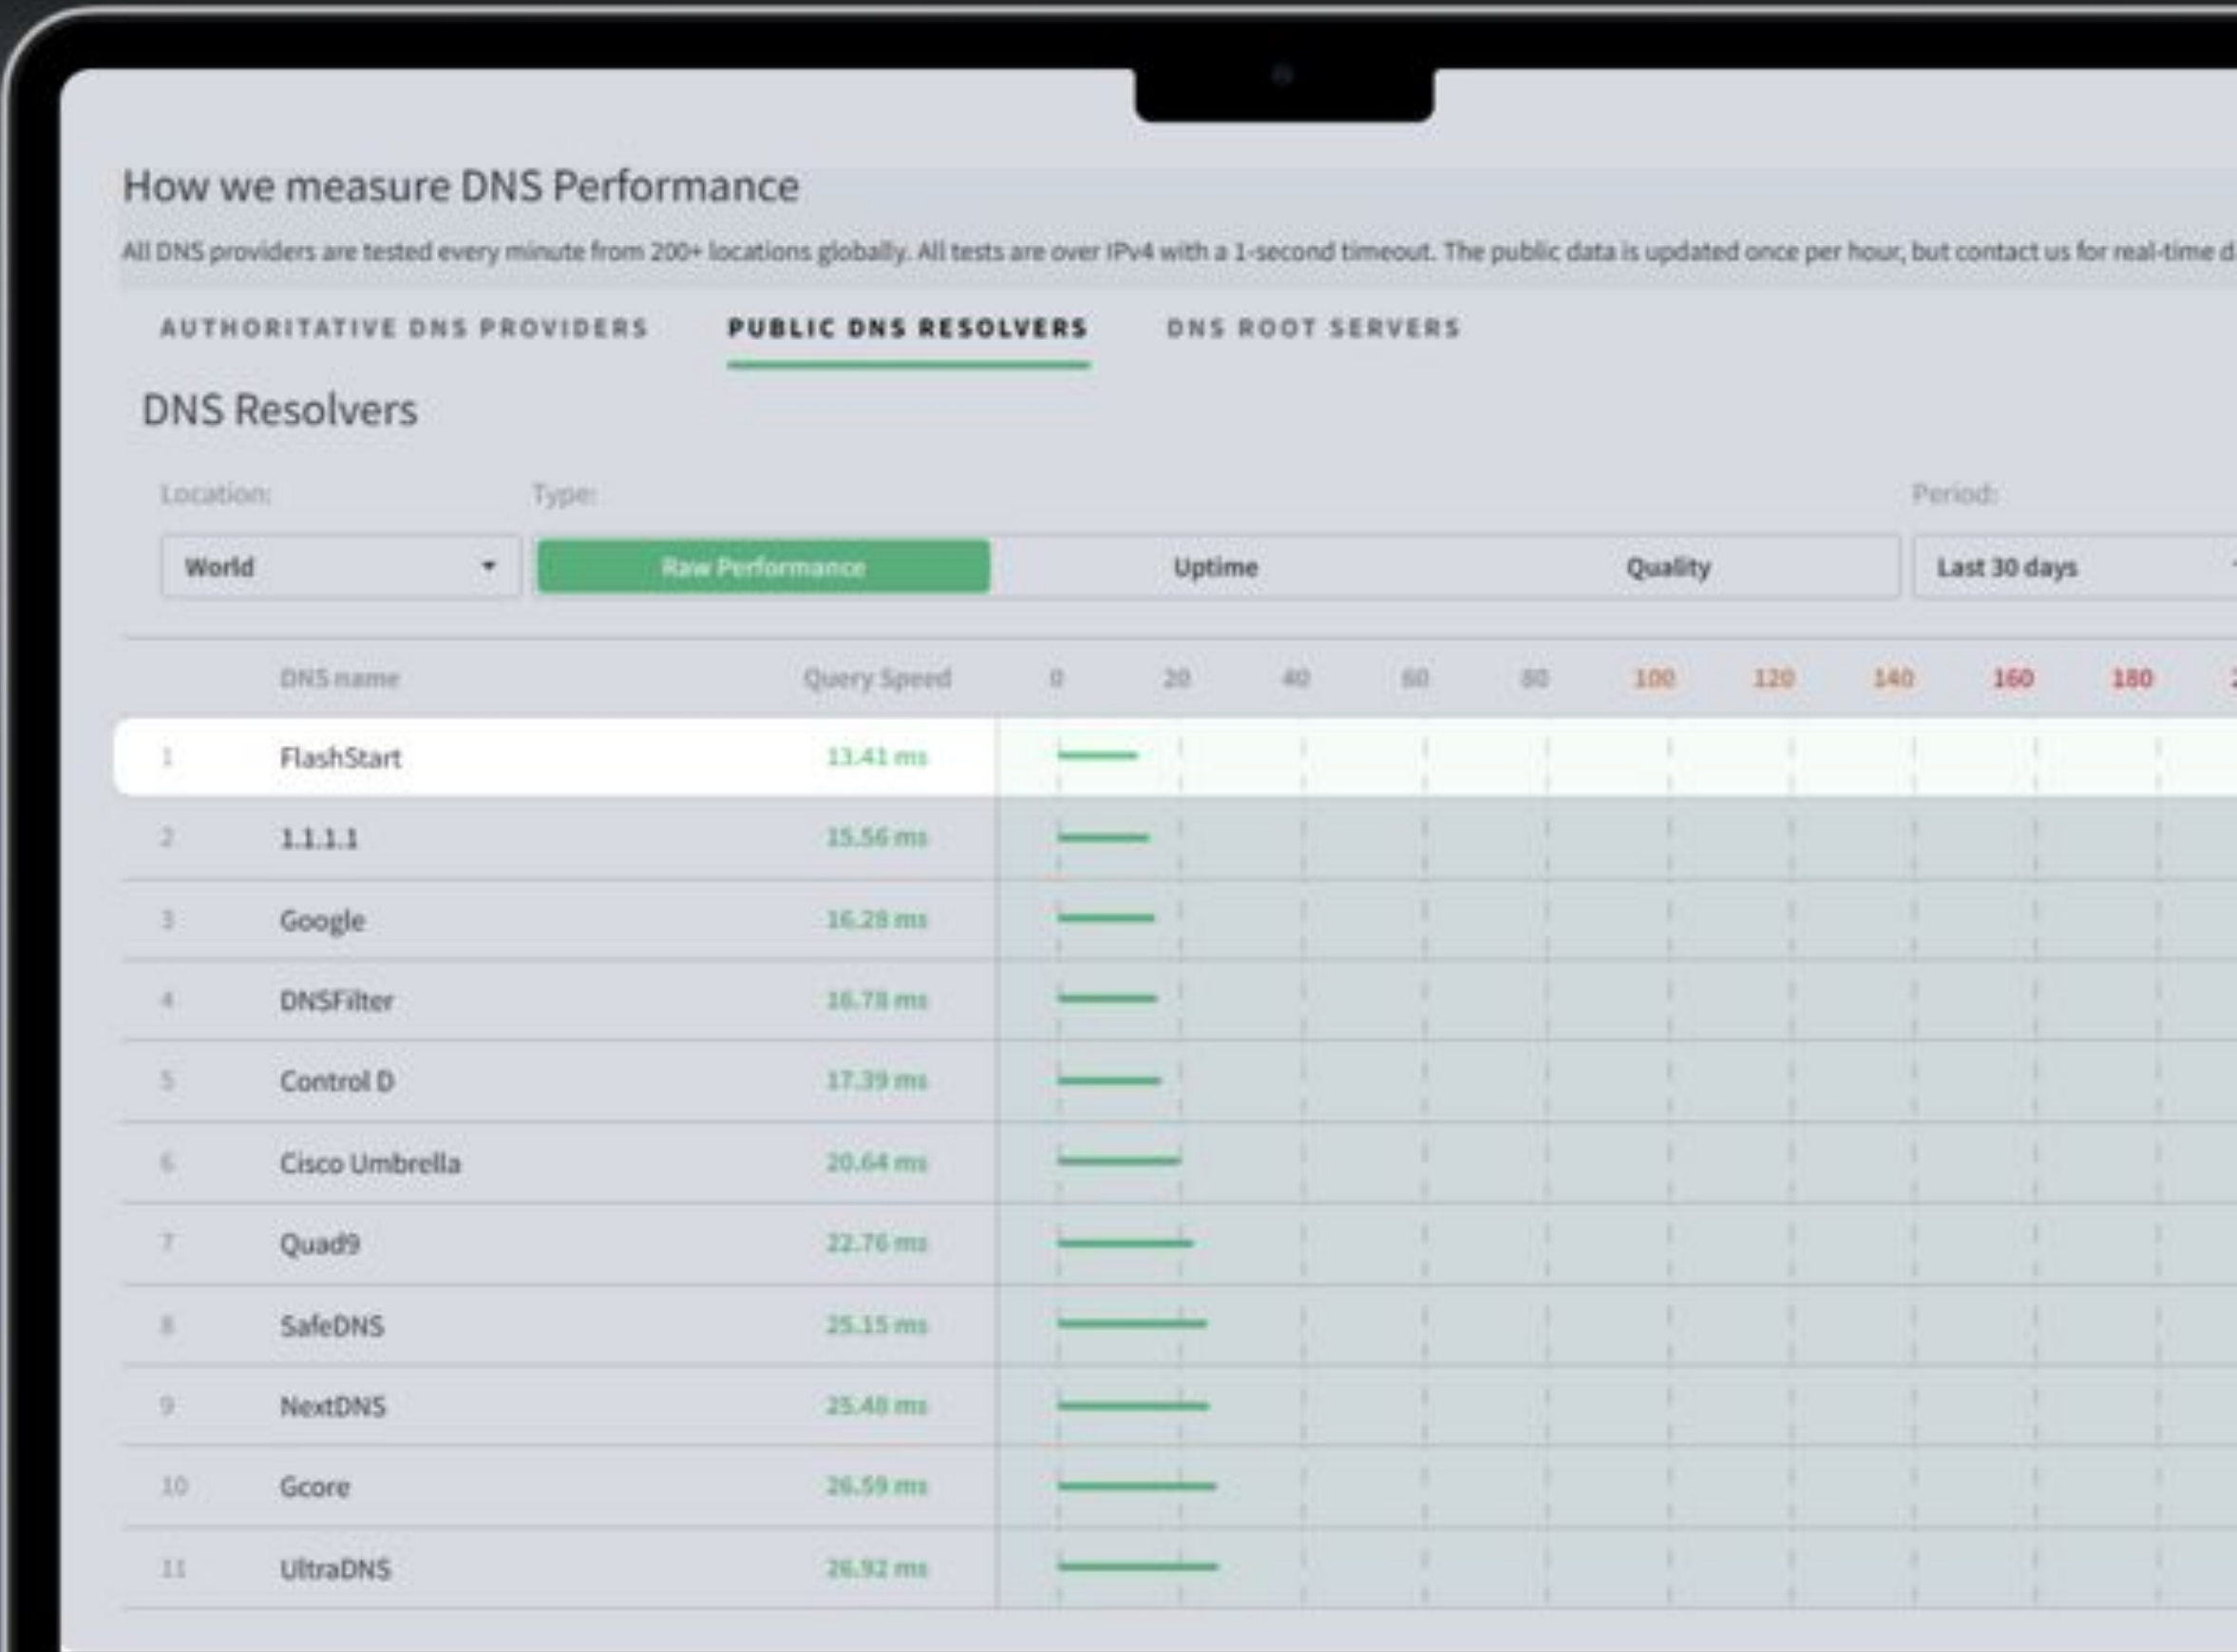 How we measure DNS Performance
All DNS providers are tested every minute from 200+ locations globally. All tests are over IPv4 with a 1-second timeout. The public data is updated once per hour, but contact us for real-time d
AUTHORITATIVE DNS PROVIDERS PUBLIC DNS RESOLVERS DNS ROOT SERVERS
DNS Resolvers
Location: Type: Period:
World Raw Performance Uptime Quality Last 30 days
DNS name Query Speed 0 20 40 60 80 100 120 140 160 180 2
1 FlashStart 13.41 ms
2 1.1.1.1 15.56 ms
3 Google 16.28 ms
4 DNSFilter 16.78 ms
5 Control D 17.39 ms
6 Cisco Umbrella 20.64 ms
7 Quad9 22.76 ms
8 SafeDNS 25.15 ms
9 NextDNS 25.48 ms
10 Gcore 26.59 ms
11 UltraDNS 26.92 ms